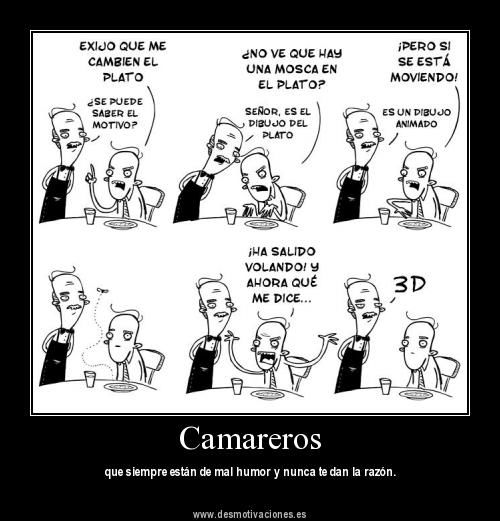 EXIJO QUE ME
CAMBIEN EL
PLATO
¿SE PUEDE
SABER EL
MOTIVO?
¿NO VE QUE HAY
UNA MOSCA EN
EL PLATO?
SEÑOR, ES EL
DIBUJO DEL
PLATO
¡PERO SI
SE ESTÁ
MOVIENDO!
ES UN DIBUJO
ANIMADO
¡HA SALIDO
VOLANDO! Y
AHORA QUÉ
ME DICE...
3D
Camareros
que siempre están de mal humor y nunca te dan la razón.
www.desmotivaciones.es